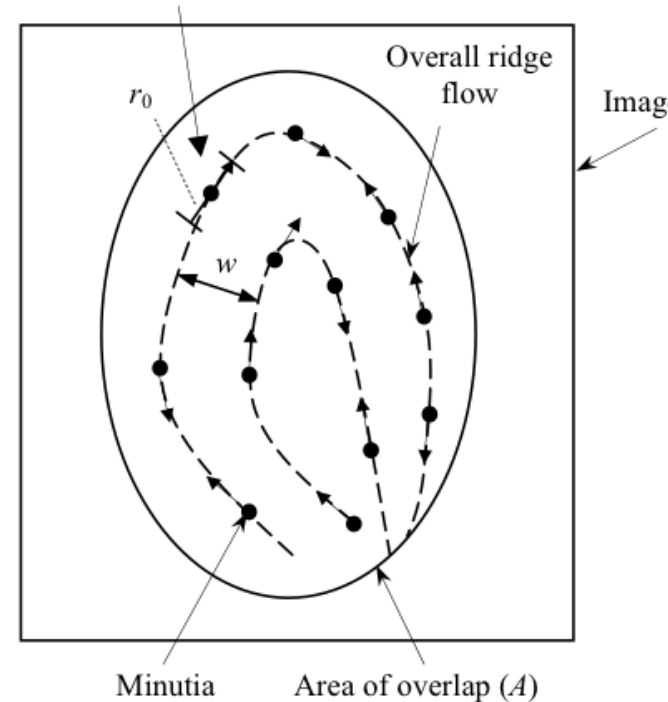 Overall ridge
flow
r0
Imag
w
Minutia
Area of overlap (A)